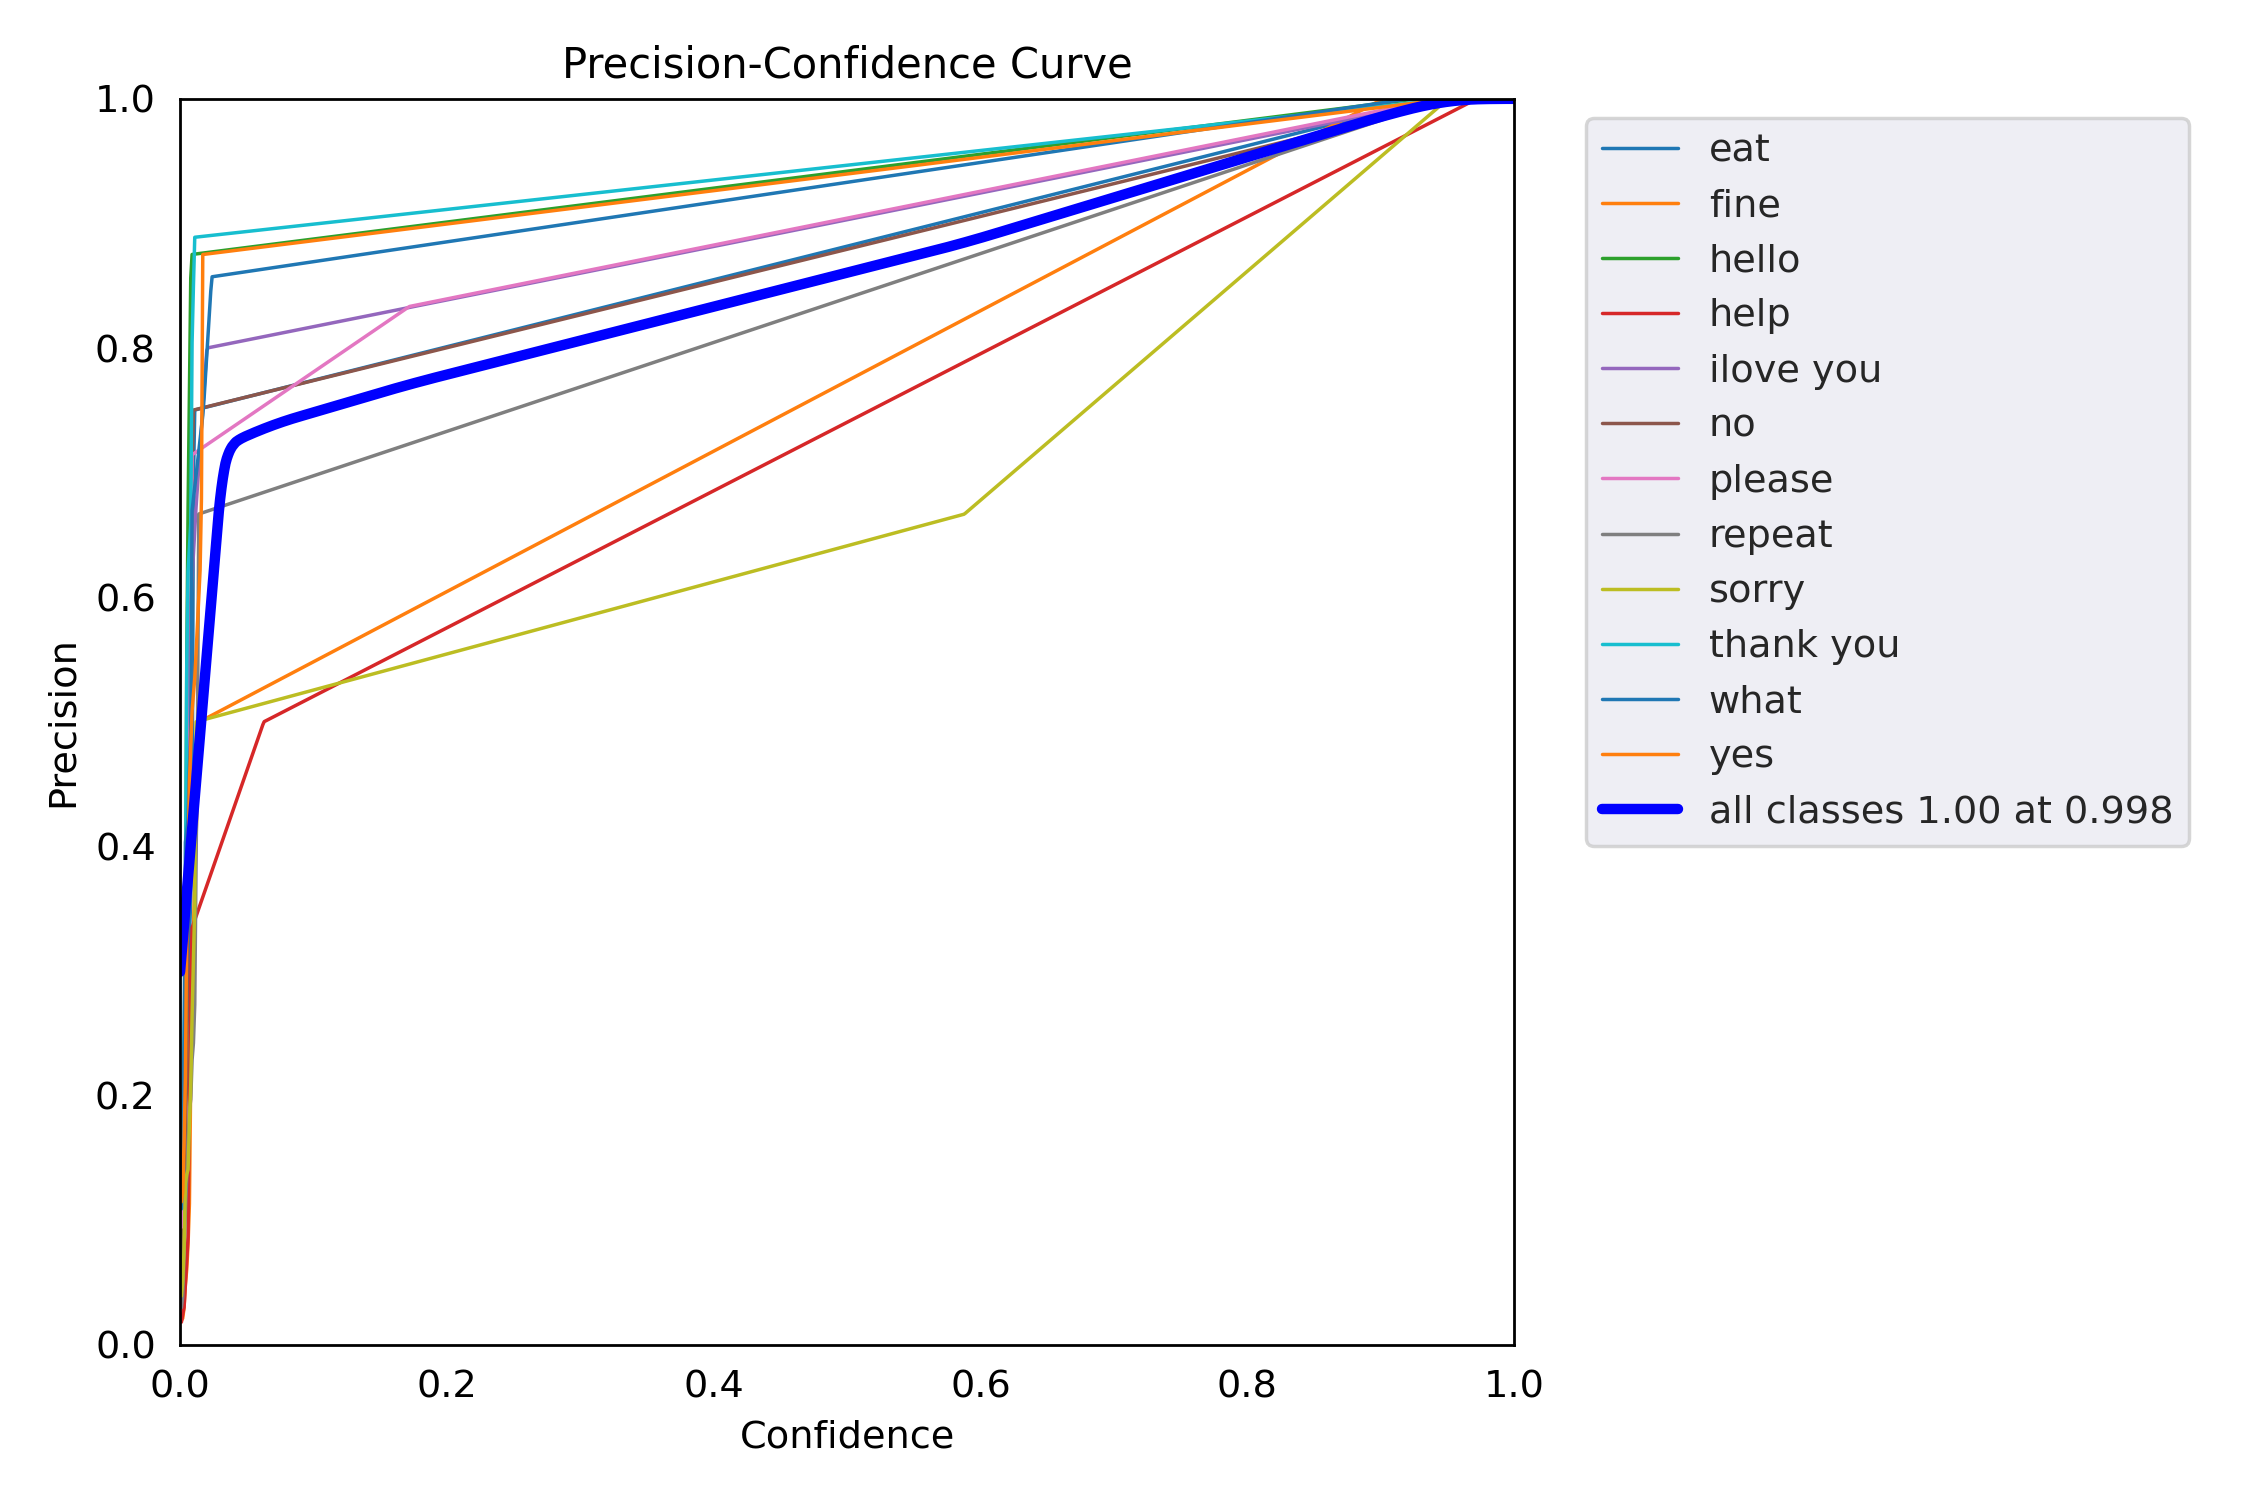 Precision-Confidence Curve
1.0
0.8
0.6
0.4
0.2
0.0
Precision
0.0 0.2 0.4 0.6 0.8 1.0
Confidence
eat
fine
hello
help
ilove you
no
please
repeat
sorry
thank you
what
yes
all classes 1.00 at 0.998